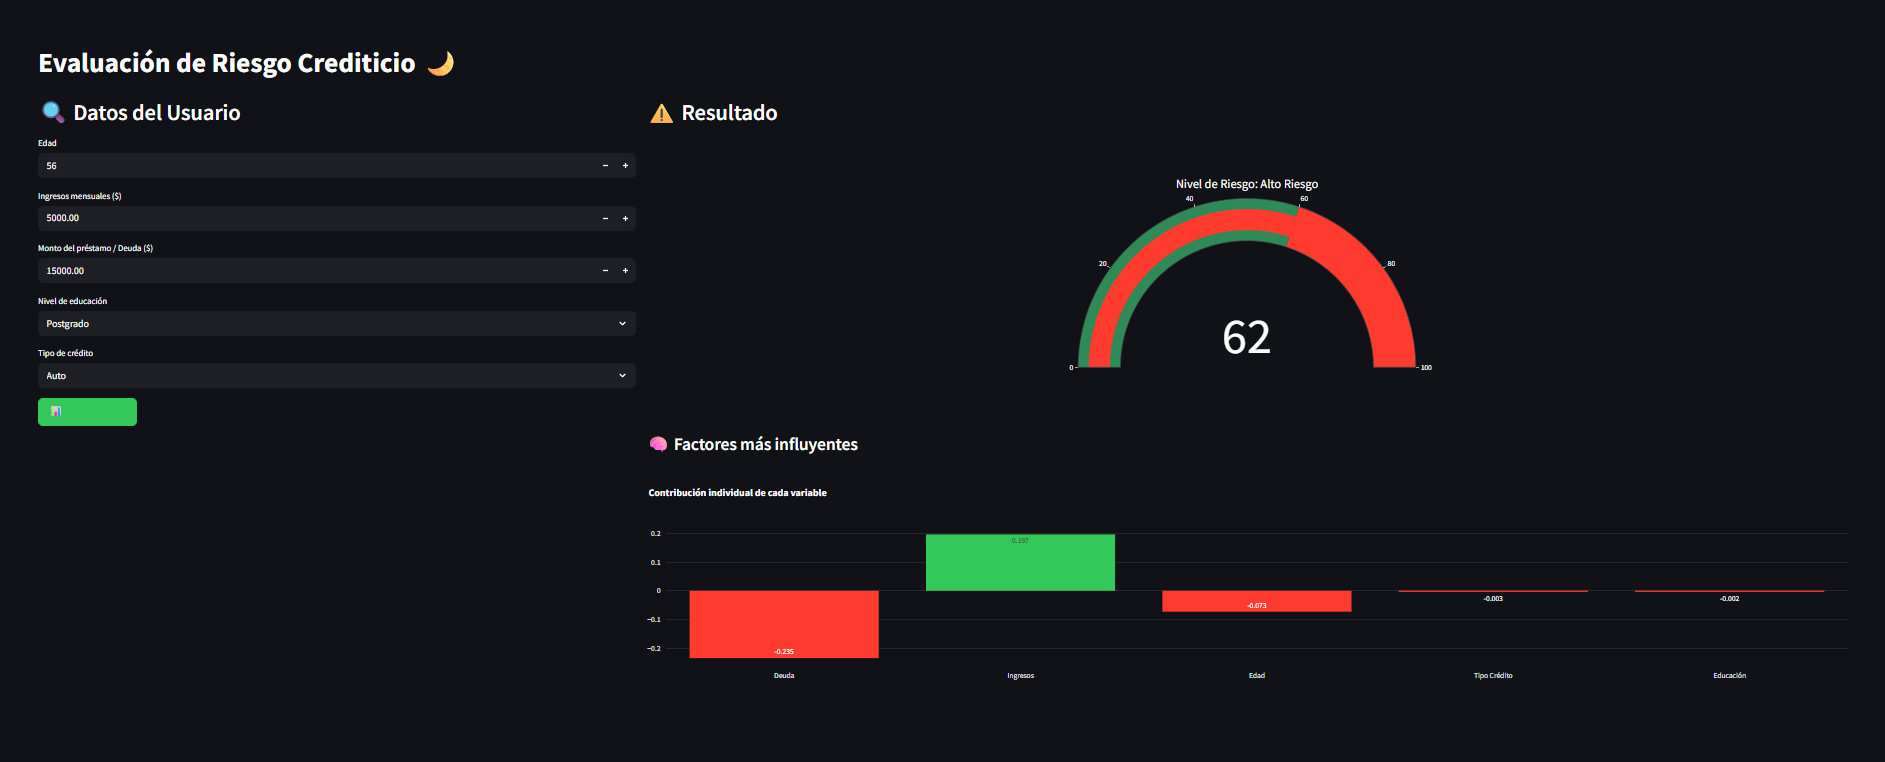 Evaluación de Riesgo Crediticio 🌙
🔍 Datos del Usuario
Edad
56
Ingresos mensuales ($)
5000.00
Monto del préstamo / Deuda ($)
15000.00
Nivel de educación
Postgrado
Tipo de crédito
Auto
⚠️ Resultado
Nivel de Riesgo: Alto Riesgo
0
20
40
60
80
100
62
🧠 Factores más influyentes
Contribución individual de cada variable
0.2
0.1
0
−0.1
−0.2
-0.235
0.197
-0.073
-0.003
-0.002
Deuda
Ingresos
Edad
Tipo Crédito
Educación